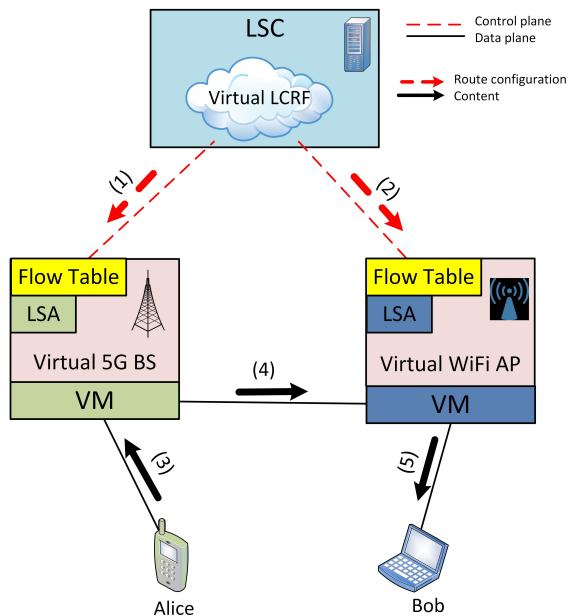 LSC
Control plane
Data plane
Route configuration
Content
Virtual LCRF
(1)
(2)
Flow Table
LSA
Virtual 5G BS
VM
Flow Table
LSA
Virtual WiFi AP
VM
(4)
(3)
(5)
Alice
Bob